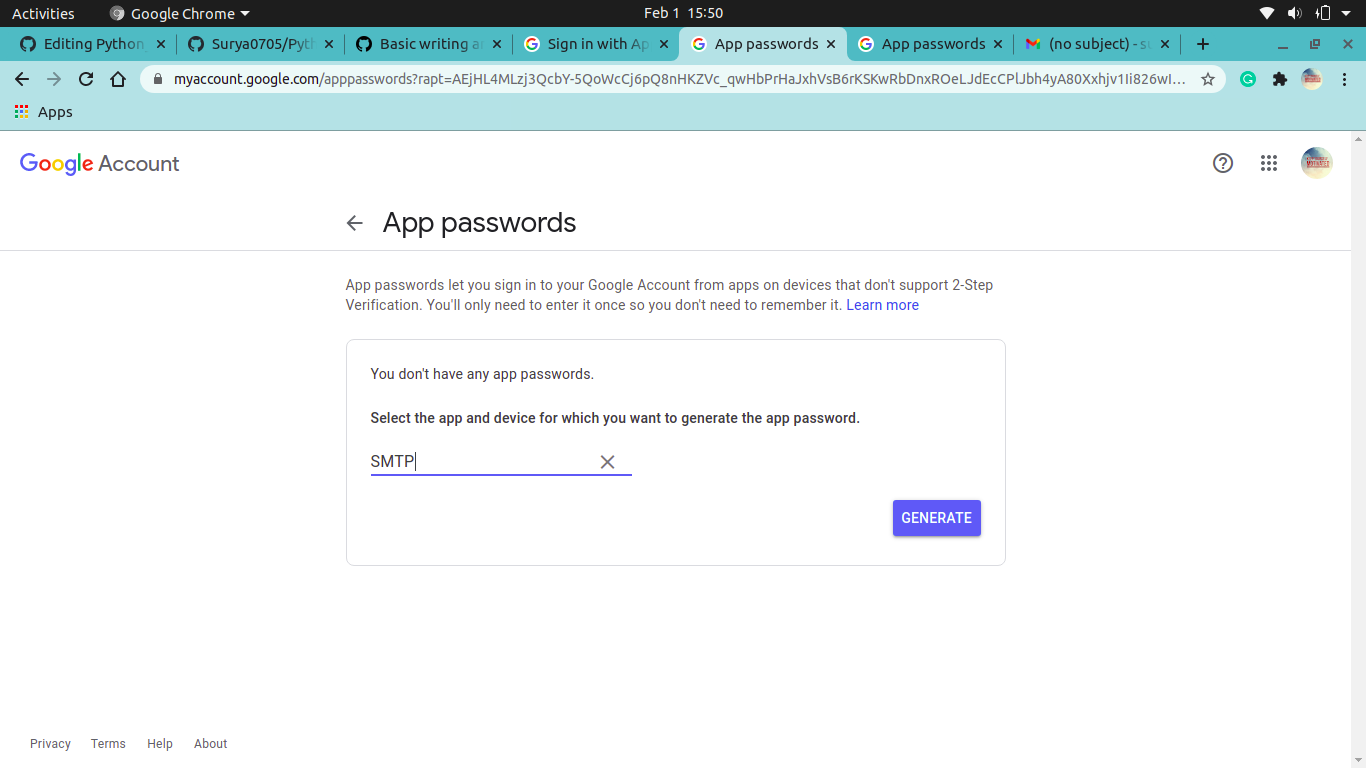 Activities Google Chrome Feb 1 15:50
Editing Python Surya0705/Pyt Basic writing a Sign in with Ap App passwords App passwords (no subject) - s
myaccount.google.com/apppasswords?rapt=AEjHL4MLzj3QcbY-5QoWcCj6pQ8nHKZVc_qwHbPrHaJxhVsB6rKSKwRbDnxROeLJdEcCPlJbh4yA80Xxhjv1Ii826wI...
Apps
Google Account
App passwords
App passwords let you sign in to your Google Account from apps on devices that don't support 2-Step
Verification. You'll only need to enter it once so you don't need to remember it. Learn more
You don't have any app passwords.
Select the app and device for which you want to generate the app password.
SMTP
GENERATE
Privacy Terms Help About